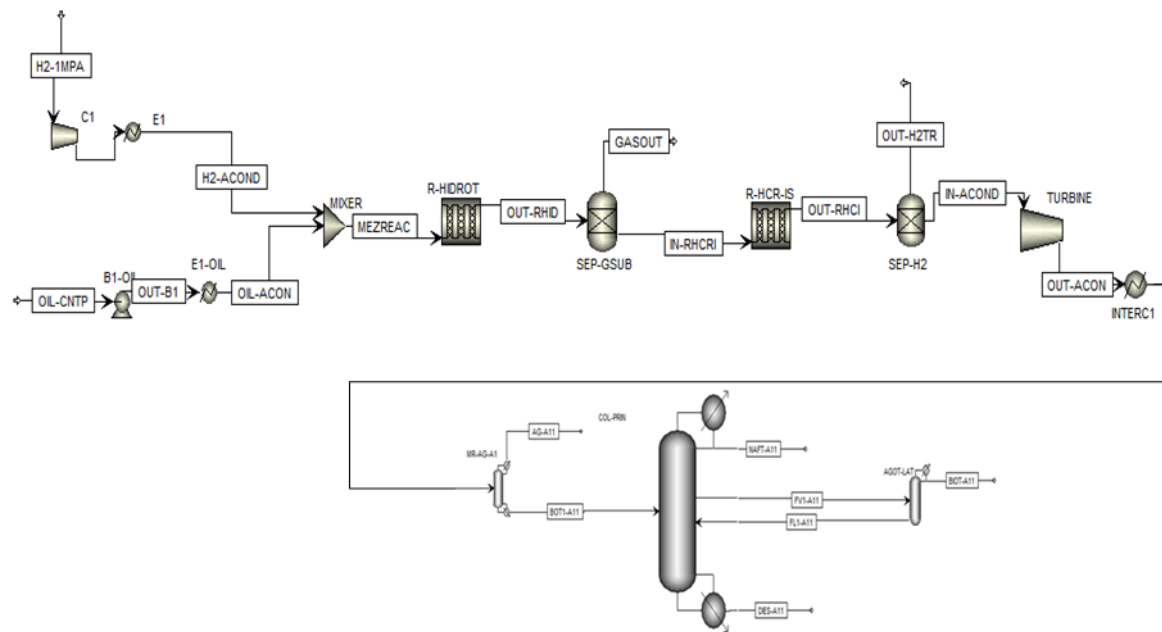 H2-1MPA
C1
E1
H2-ACOND
MIXER
MEZREAC
R-HIDROT
OUT-RHID
GASOUT
SEP-GSUB
IN-RHCRI
R-HCR-IS
OUT-RHCI
OUT-H2TR
SEP-H2
IN-ACOND
TURBINE
OUT-ACON
INTERC1
OIL-CNTP
B1-OIL
OUT-B1
E1-OIL
OIL-ACON
COL-PRIN
MR-AG-A1
AG-A11
BOT1-A11
NAFT-A11
FV1-A11
FL1-A11
AGOT-LAT
BIOT-A11
DES-A11